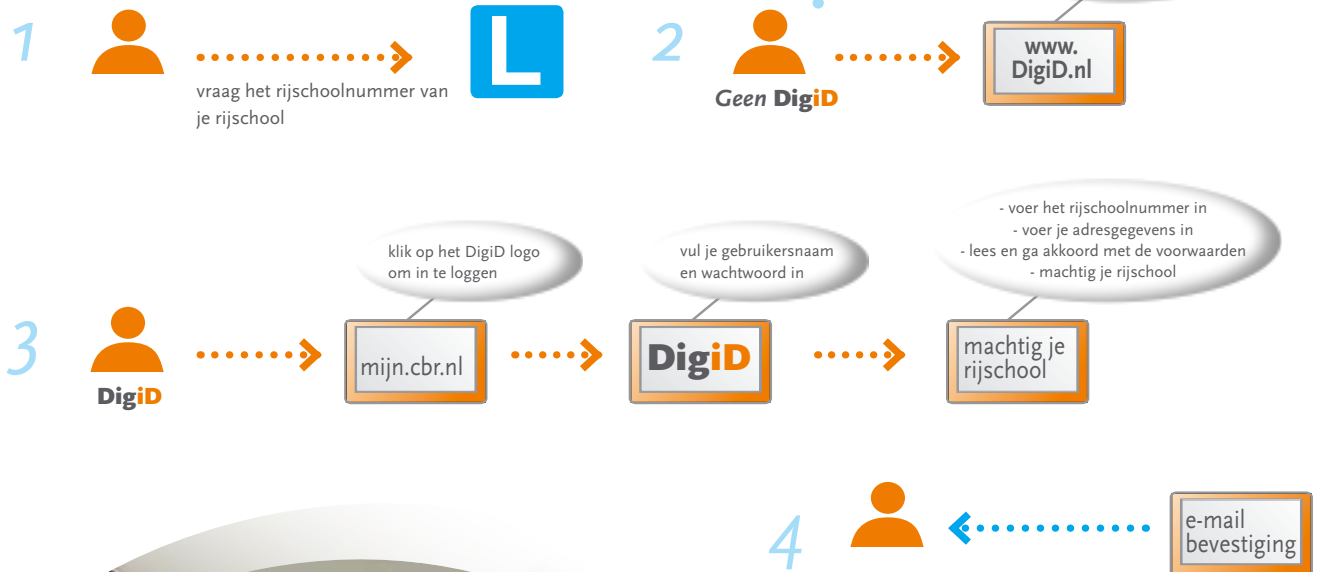 1
vraag het rijschoolnummer van
je rijschool
L
2
Geen DigiD
www.
DigiD.nl
3
DigiD
klik op het DigiD logo
om in te loggen
mijn.cbr.nl
vul je gebruikersnaam
en wachtwoord in
DigiD
- voer het rijschoolnummer in
- voer je adresgegevens in
- lees en ga akkoord met de voorwaarden
- machtig je rijschool
machtig je
rijschool
4
e-mail
bevestiging